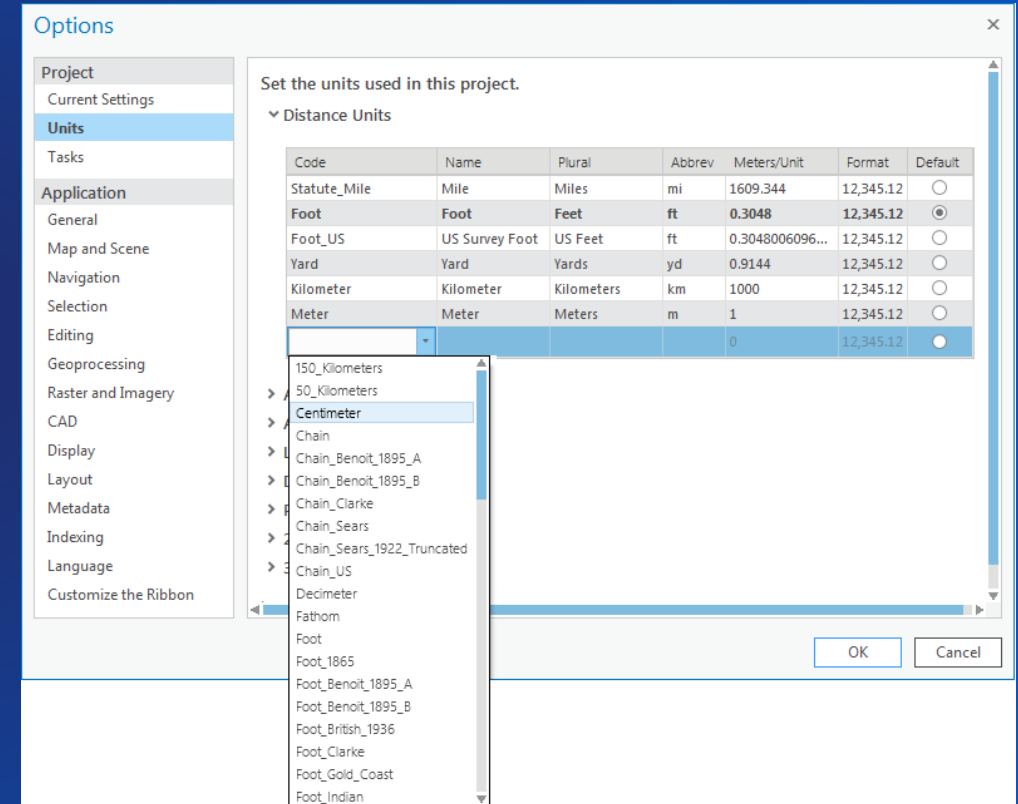 Options
Project
Current Settings
Units
Tasks
Application
General
Map and Scene
Navigation
Selection
Editing
Geoprocessing
Raster and Imagery
CAD
Display
Layout
Metadata
Indexing
Language
Customize the Ribbon
Set the units used in this project.
Distance Units
Code Name Plural Abbrev Meters/Unit Format Default
Statute_Mile Mile Miles mi 1609.344 12,345.12
Foot Foot Feet ft 0.3048 12,345.12
Foot_US US Survey Foot US Feet ft 0.3048006096... 12,345.12
Yard Yard Yards yd 0.9144 12,345.12
Kilometer Kilometer Kilometers km 1000 12,345.12
Meter Meter Meters m 1 12,345.12
0 12,345.12
150_Kilometers
50_Kilometers
Centimeter
Chain
Chain_Benoit_1895_A
Chain_Benoit_1895_B
Chain_Clarke
Chain_Sears
Chain_Sears_1922_Truncated
Chain_US
Decimeter
Fathom
Foot
Foot_1865
Foot_Benoit_1895_A
Foot_Benoit_1895_B
Foot_British_1936
Foot_Clarke
Foot_Gold_Coast
Foot_Indian
OK
Cancel